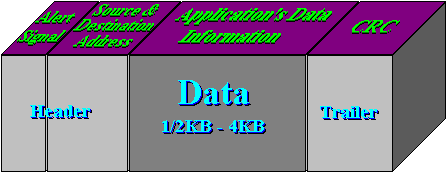 Alert
Signal
Source &
Destination
Address
Application's Data
Information
CRC
Header
Data
1/2KB - 4KB
Trailer